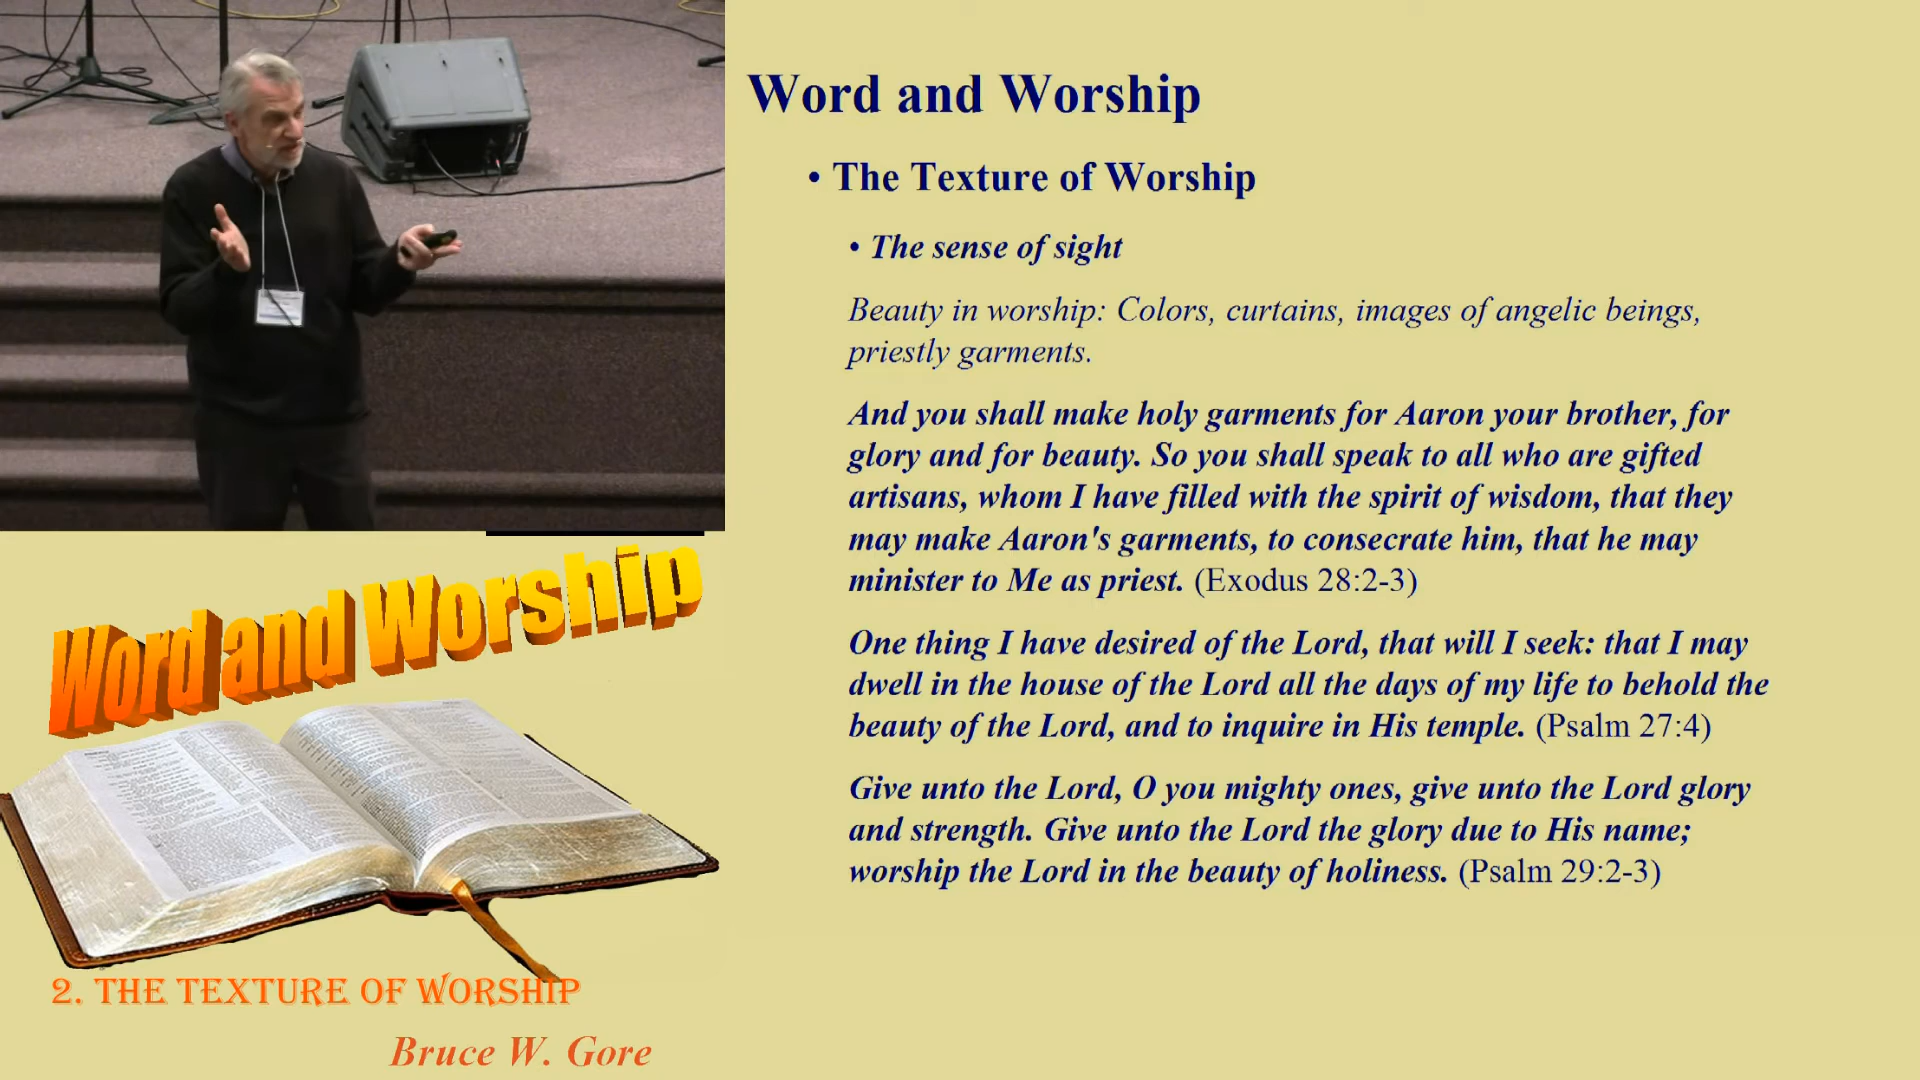 Word and Worship
• The Texture of Worship
• The sense of sight
Beauty in worship: Colors, curtains, images of angelic beings,
priestly garments.
And you shall make holy garments for Aaron your brother, for
glory and for beauty. So you shall speak to all who are gifted
artisans, whom I have filled with the spirit of wisdom, that they
may make Aaron's garments, to consecrate him, that he may
minister to Me as priest. (Exodus 28:2-3)
One thing I have desired of the Lord, that will I seek: that I may
dwell in the house of the Lord all the days of my life to behold the
beauty of the Lord, and to inquire in His temple. (Psalm 27:4)
Give unto the Lord, O you mighty ones, give unto the Lord glory
and strength. Give unto the Lord the glory due to His name;
worship the Lord in the beauty of holiness. (Psalm 29:2-3)
Word and Worship
2. THE TEXTURE OF WORSHIP
Bruce W. Gore